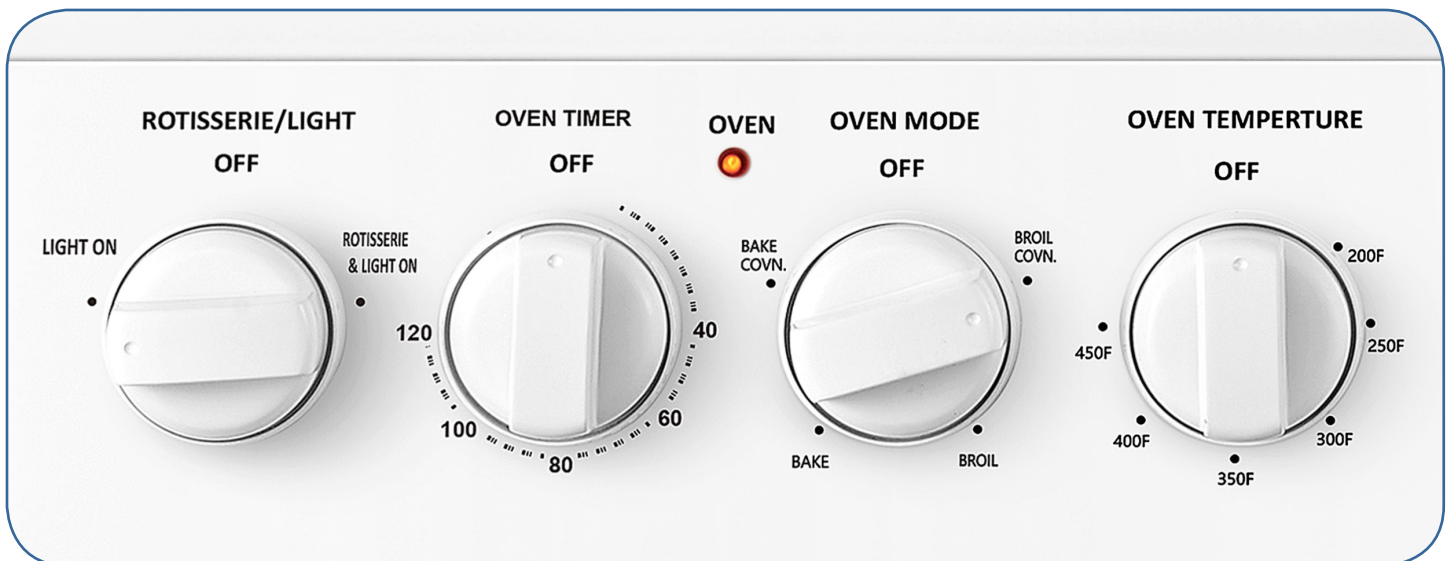 ROTISSERIE/LIGHT
OFF
LIGHT ON
ROTISSERIE
& LIGHT ON
OVEN TIMER
OFF
40
60
80
100
120
OVEN
OVEN MODE
OFF
BAKE
COVN.
BROIL
COVN.
BAKE
BROIL
OVEN TEMPERTURE
OFF
200F
250F
300F
350F
400F
450F